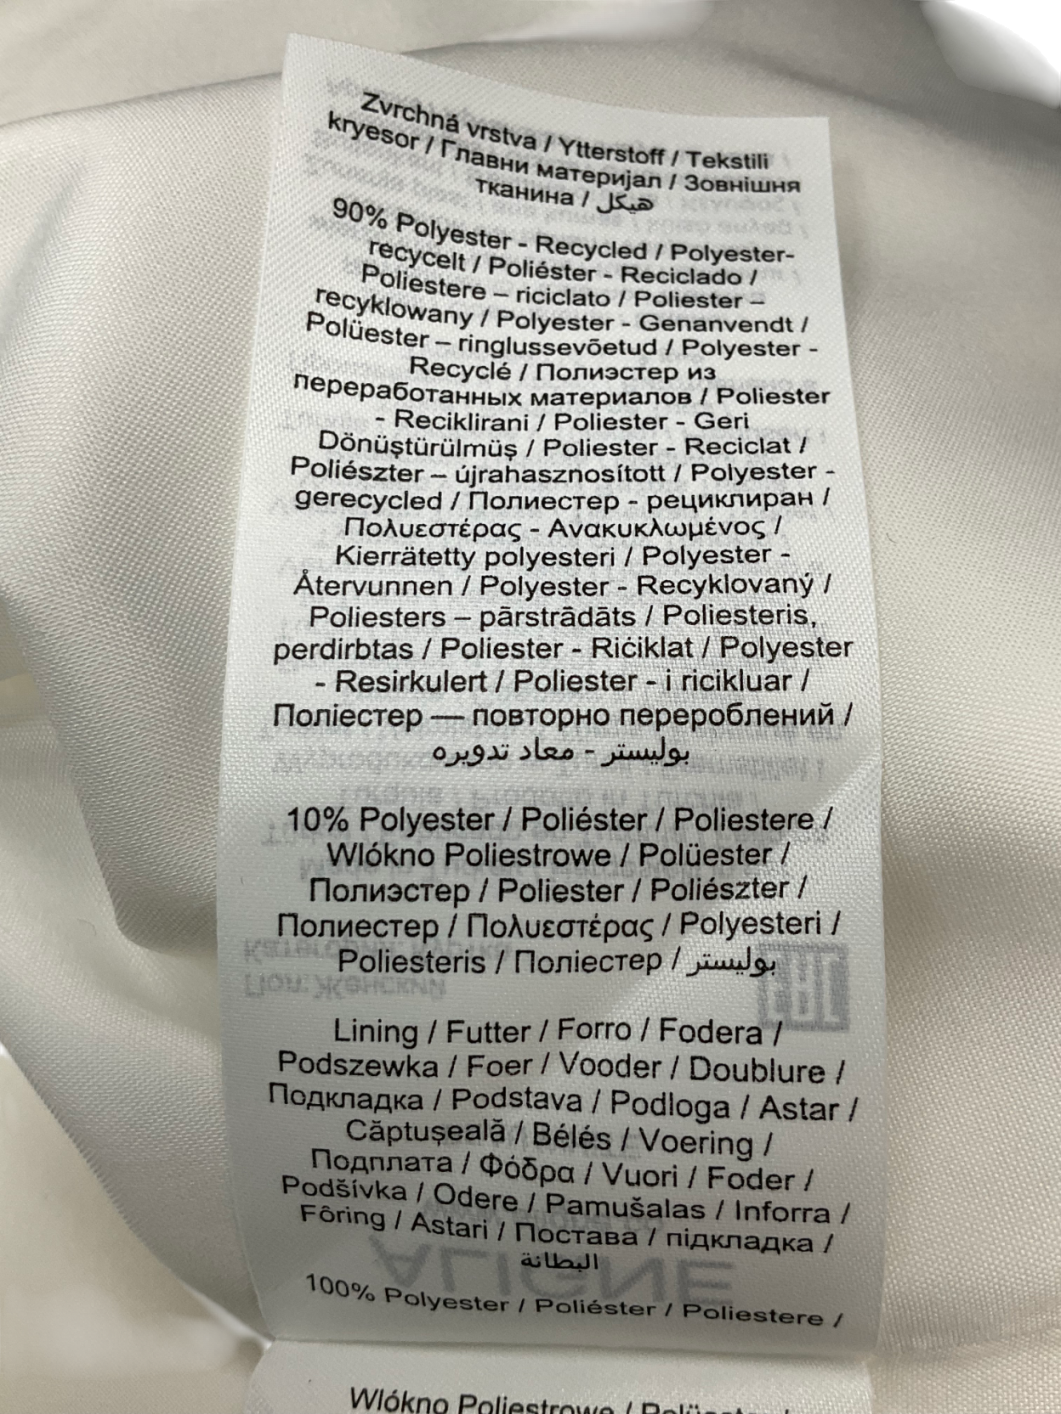 Zvrchná vrstva / Ytterstoff / Tekstili
kryesor / Главни материјал / Зовнішня
тканина / هيكل
90% Polyester - Recycled / Polyester-
recycelt / Poliéster - Reciclado /
Poliestere – riciclato / Poliester –
recyklowany / Polyester - Genanvendt /
Polüester – ringlussevõetud / Polyester -
Recyclé / Полиэстер из
переработанных материалов / Poliester
- Reciklirani / Poliester - Geri
Dönüştürülmüş / Poliester - Reciclat /
Poliészter – újrahasznosított / Polyester -
gerecycled / Полиестер - рециклиран /
Πολυεστέρας - Ανακυκλωμένος /
Kierrätetty polyesteri / Polyester -
Återvunnen / Polyester - Recyklovaný /
Poliesters – pārstrādāts / Poliesteris,
perdirbtas / Poliester - Riċiklat / Polyester
- Resirkulert / Poliester - i ricikluar /
Поліестер — повторно перероблений /
بوليستر - معاد تدويره
10% Polyester / Poliéster / Poliestere /
Wlókno Poliestrowe / Polüester /
Полиэстер / Poliester / Poliészter /
Полиестер / Πολυεστέρας / Polyesteri /
Poliesteris / Поліестер / بوليستر
Lining / Futter / Forro / Fodera /
Podszewka / Foer / Vooder / Doublure /
Подкладка / Podstava / Podloga / Astar /
Căptușeală / Bélés / Voering /
Подплата / Φόδρα / Vuori / Foder /
Podšívka / Odere / Pamušalas / Inforra /
Fôring / Astari / Постава / підкладка /
البطانة
ALIGNE
100% Polyester / Poliéster / Poliestere /
Wlókno Poliestrowe /